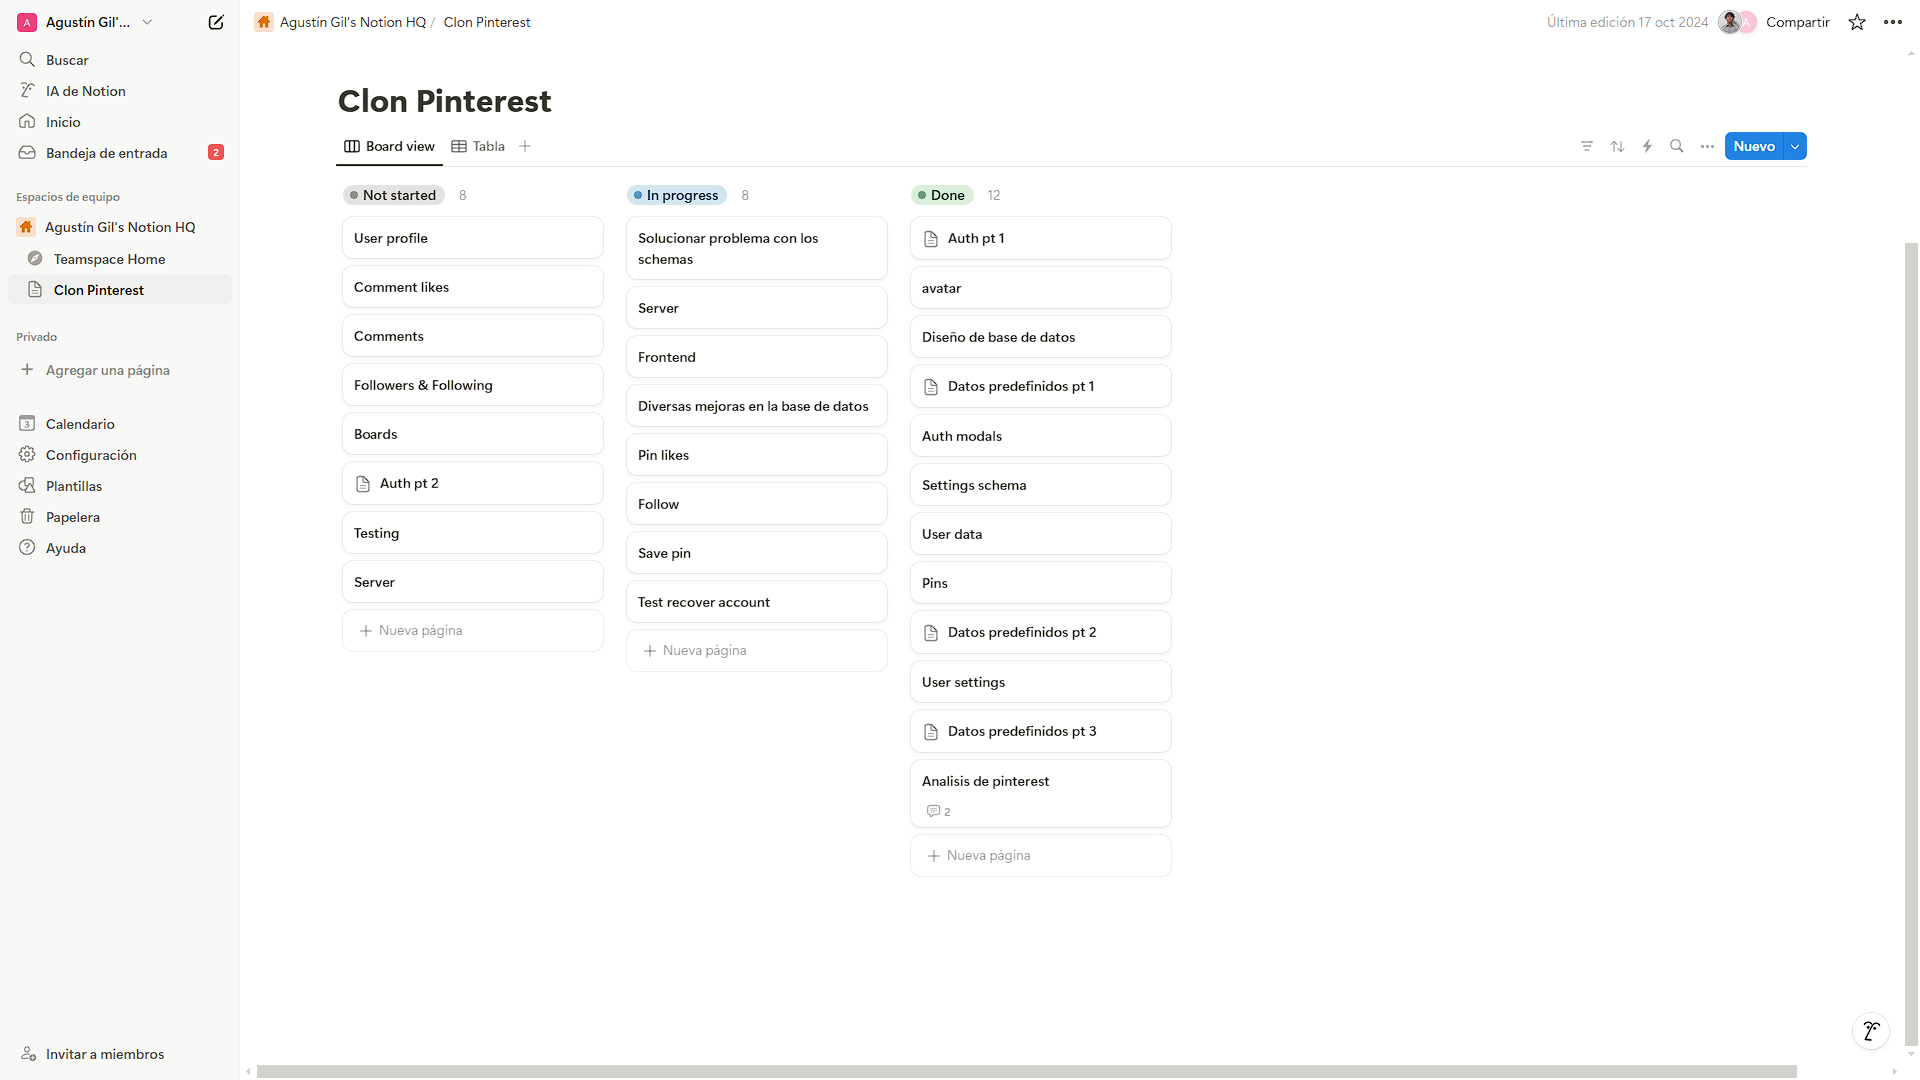 A
Agustín Gil'...
Buscar
IA de Notion
Inicio
Bandeja de entrada
2
Espacios de equipo
Agustín Gil's Notion HQ
Teamspace Home
Clon Pinterest
Privado
Agregar una página
3
Calendario
Configuración
Plantillas
Papelera
Ayuda
Invitar a miembros
Agustín Gil's Notion HQ / Clon Pinterest
Última edición 17 oct 2024
A
Compartir
Clon Pinterest
Board view
Tabla
Nuevo
Not started 8
User profile
Comment likes
Comments
Followers & Following
Boards
Auth pt 2
Testing
Server
Nueva página
In progress 8
Solucionar problema con los
schemas
Server
Frontend
Diversas mejoras en la base de datos
Pin likes
Follow
Save pin
Test recover account
Nueva página
Done 12
Auth pt 1
avatar
Diseño de base de datos
Datos predefinidos pt 1
Auth modals
Settings schema
User data
Pins
Datos predefinidos pt 2
User settings
Datos predefinidos pt 3
Analisis de pinterest
2
Nueva página